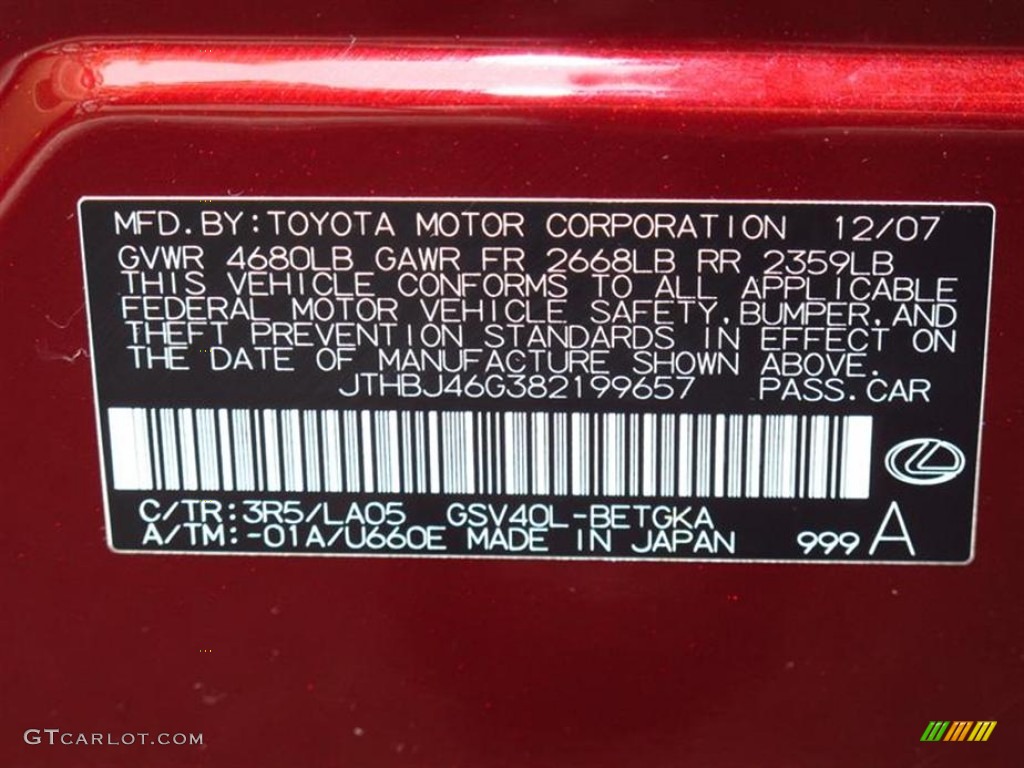 MFD. BY: TOYOTA MOTOR CORPORATION 12/07
GVWR 4680LB GAWR FR 2668LB RR 2359LB
THIS VEHICLE CONFORMS TO ALL APPLICABLE
FEDERAL MOTOR VEHICLE SAFETY, BUMPER, AND
THEFT PREVENTION STANDARDS IN EFFECT ON
THE DATE OF MANUFACTURE SHOWN ABOVE.
JTHBJ46G382199657 PASS. CAR
C/TR: 3R5/LA05 GSV40L-BETGKA
A/TM: -01A/U660E MADE IN JAPAN 999 A
GTCARLOT.COM